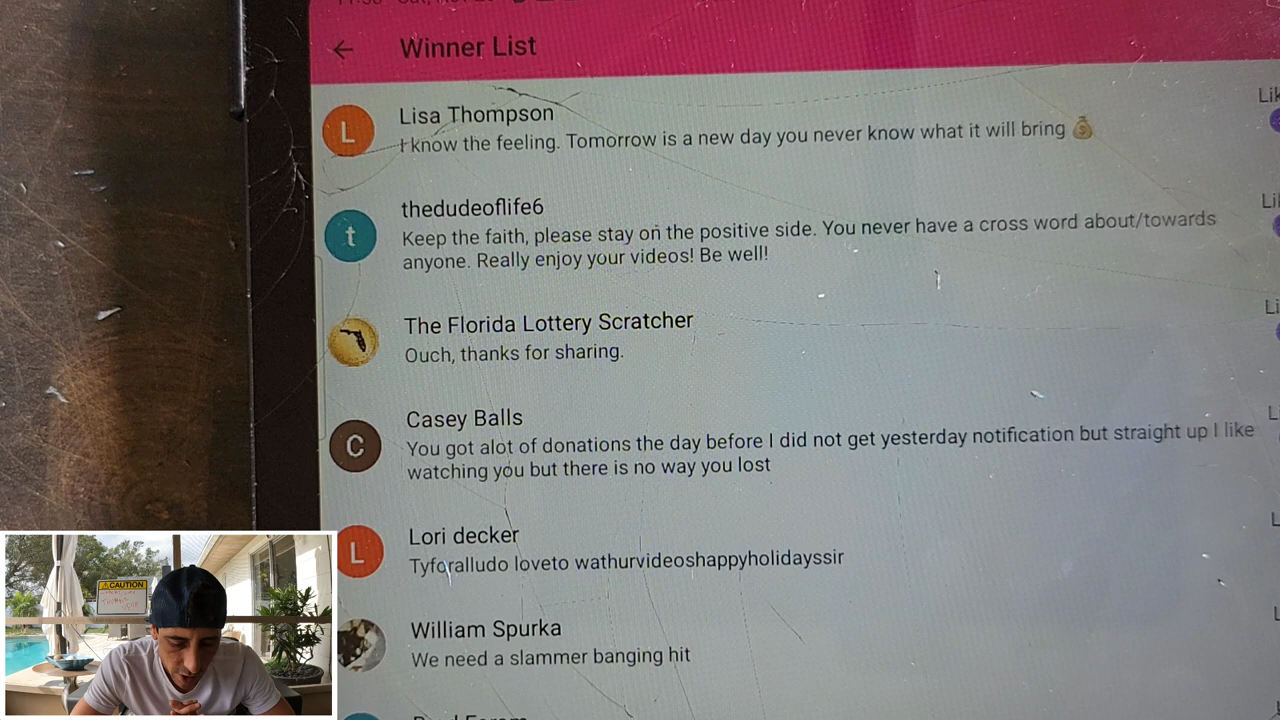 Winner List
L
Lisa Thompson
I know the feeling. Tomorrow is a new day you never know what it will bring 💰
t
thedudeoflife6
Keep the faith, please stay on the positive side. You never have a cross word about/towards
anyone. Really enjoy your videos! Be well!
The Florida Lottery Scratcher
Ouch, thanks for sharing.
C
Casey Balls
You got alot of donations the day before I did not get yesterday notification but straight up I like
watching you but there is no way you lost
L
Lori decker
Tyforalludo loveto wathurvideoshappyholidayssir
William Spurka
We need a slammer banging hit
CAUTION